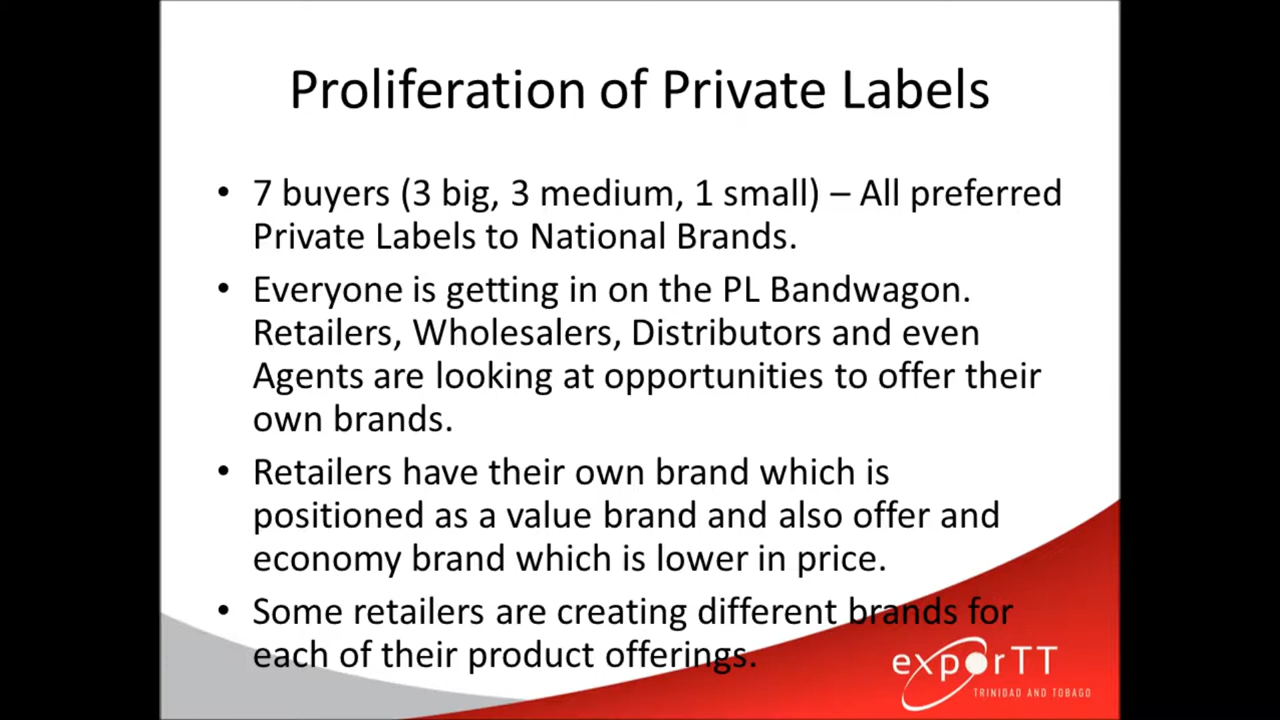 Proliferation of Private Labels
• 7 buyers (3 big, 3 medium, 1 small) – All preferred
Private Labels to National Brands.
• Everyone is getting in on the PL Bandwagon.
Retailers, Wholesalers, Distributors and even
Agents are looking at opportunities to offer their
own brands.
• Retailers have their own brand which is
positioned as a value brand and also offer and
economy brand which is lower in price.
• Some retailers are creating different brands for
each of their product offerings.
exporTT
TRINIDAD AND TOBAGO